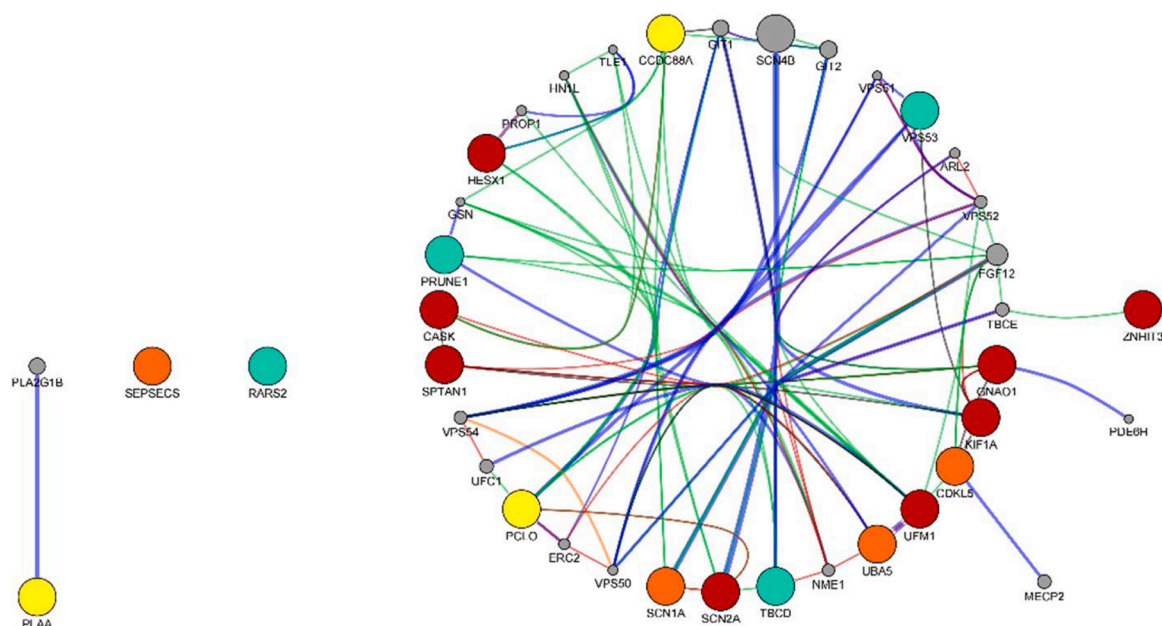 CCDC88A
GIT1
SCN4B
GIT2
TLE1
HN1L
VPS51
PROP1
VPS53
HESX1
ARL2
GSN
VPS52
PRUNE1
FGF12
CASK
TBCE
ZNHIT3
PLA2G1B
SEPSECS
RARS2
SPTAN1
GNAO1
VPS54
PDE6H
KIF1A
UFC1
CDKL5
PCLO
UFM1
ERC2
UBA5
VPS50
NME1
MECP2
SCN1A
SCN2A
TBCD
PLAA